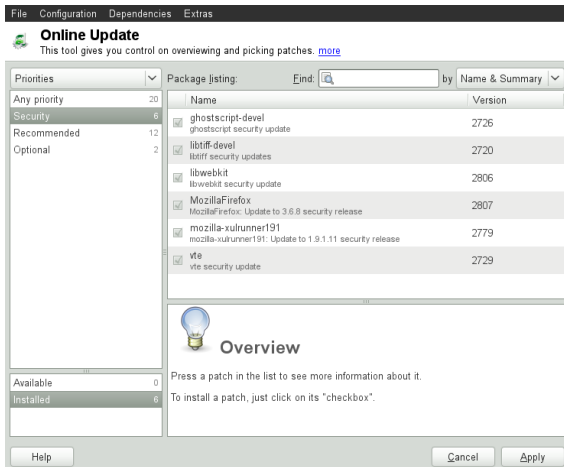 File Configuration Dependencies Extras
Online Update
This tool gives you control on overviewing and picking patches. more
Priorities
Package listing: Find: by Name & Summary
Any priority 20
Security 6
Recommended 12
Optional 2
Name Version
ghostscript-devel 2726
ghostscript security update
libtiff-devel 2720
libtiff security updates
libwebkit 2806
libwebkit security update
MozillaFirefox 2807
MozillaFirefox: Update to 3.6.8 security release
mozilla-xulrunner191 2779
mozilla-xulrunner191: Update to 1.9.1.11 security release
vte 2729
vte security update
Available 0
Installed 6
Overview
Press a patch in the list to see more information about it.
To install a patch, just click on its "checkbox".
Help Cancel Apply